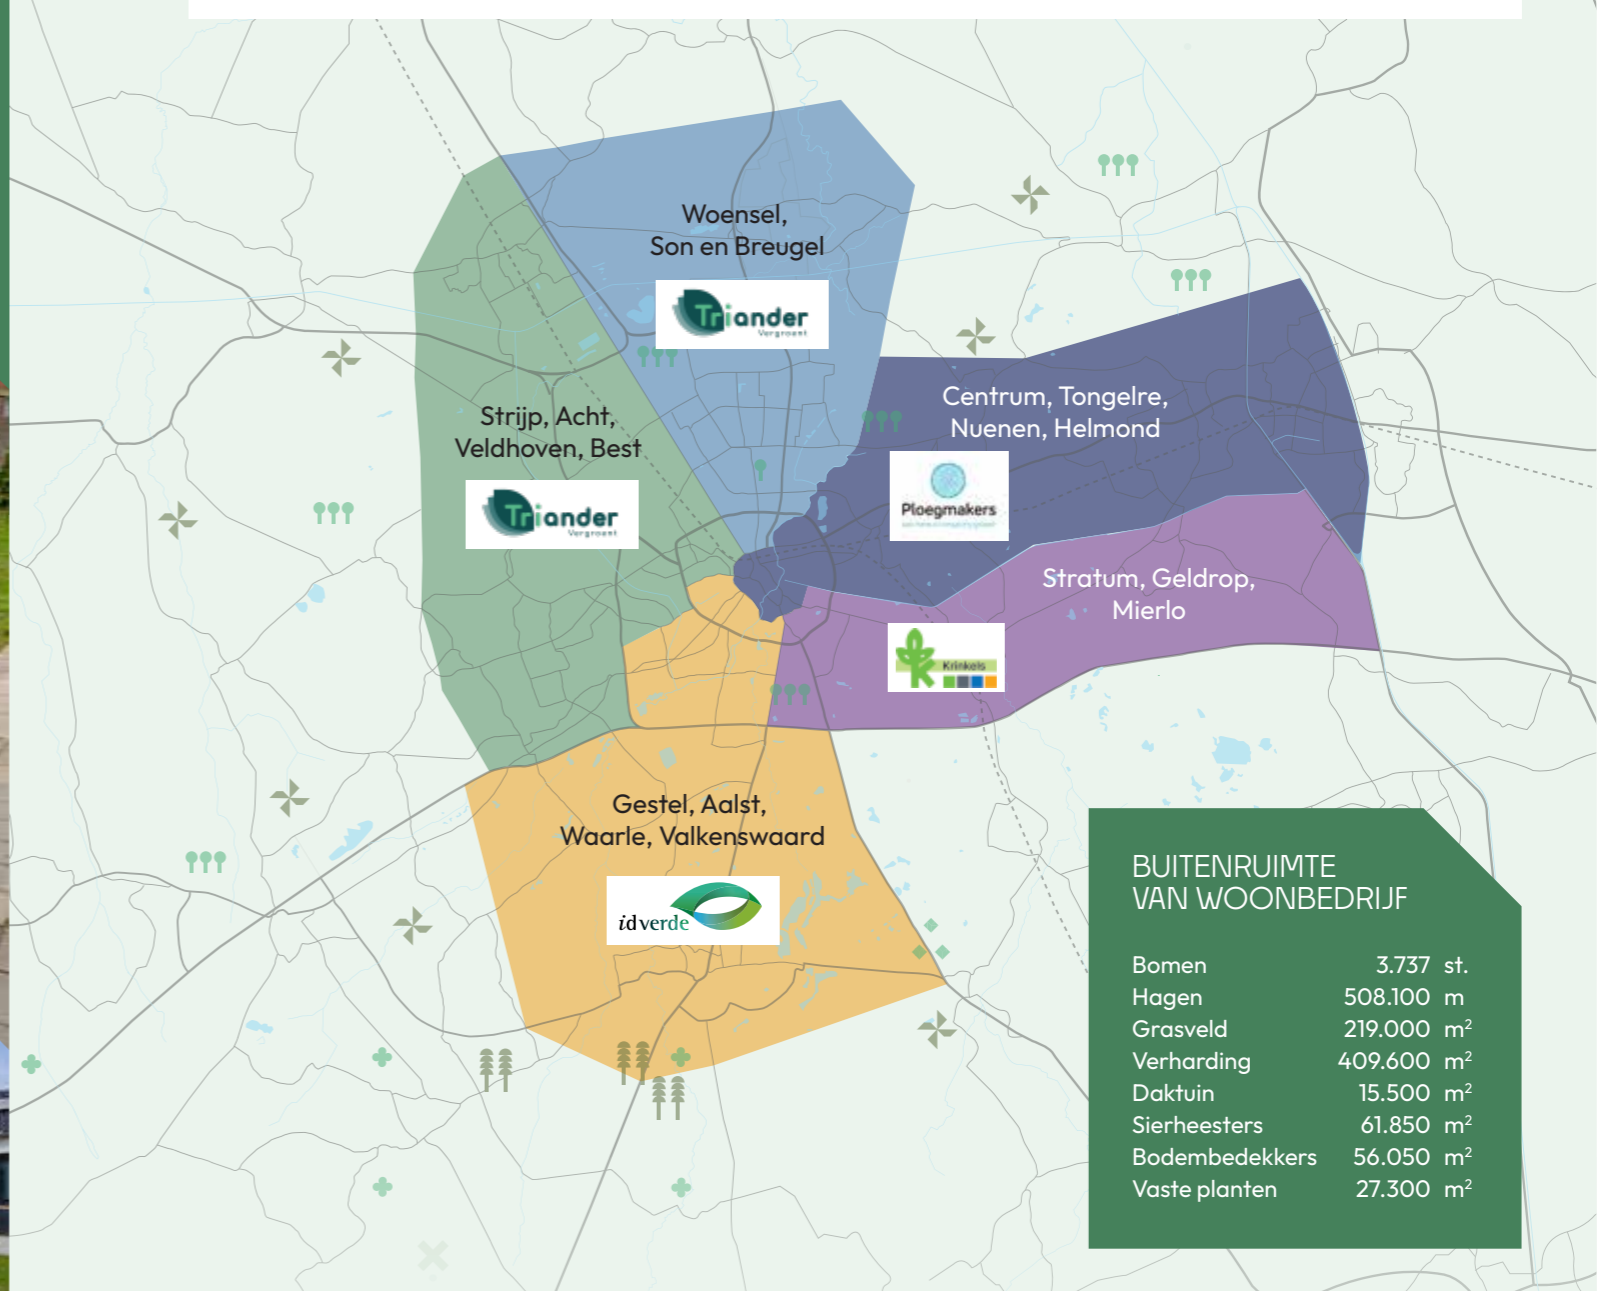 Woensel,
Son en Breugel
Triander
Vergroent
Strijp, Acht,
Veldhoven, Best
Triander
Vergroent
Centrum, Tongelre,
Nuenen, Helmond
Ploegmakers
Stratum, Geldrop,
Mierlo
Krinkels
Gestel, Aalst,
Waarle, Valkenswaard
idverde
BUITENRUIMTE
VAN WOONBEDRIJF
Bomen 3.737 st.
Hagen 508.100 m
Grasveld 219.000 m²
Verharding 409.600 m²
Daktuin 15.500 m²
Sierheesters 61.850 m²
Bodembedekkers 56.050 m²
Vaste planten 27.300 m²